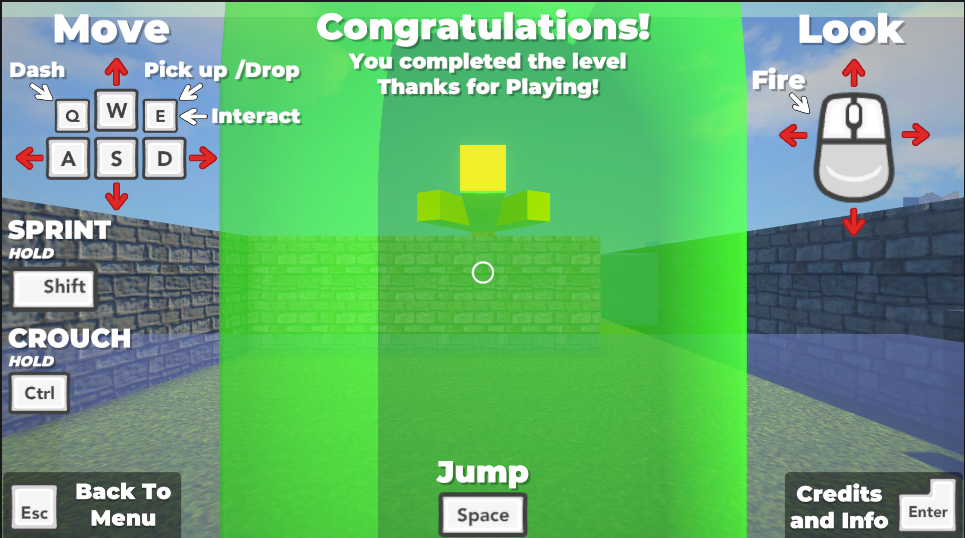 Move
Congratulations!
Look
You completed the level
Thanks for Playing!
Dash
Pick up /Drop
Fire
Q
W
E
Interact
A
S
D
SPRINT
HOLD
Shift
CROUCH
HOLD
Ctrl
Jump
Space
Esc
Back To
Menu
Credits
and Info
Enter